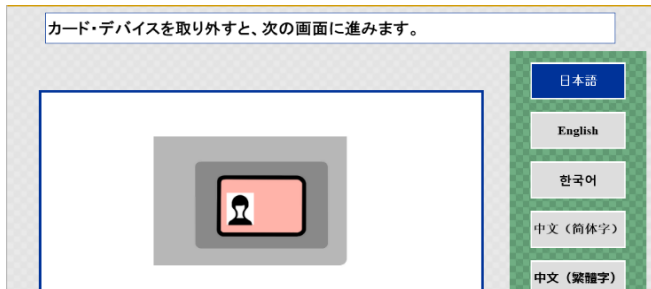 カード・デバイスを取り外すと、次の画面に進みます。
日本語
English
한국어
中文（简体字）
中文（繁體字）